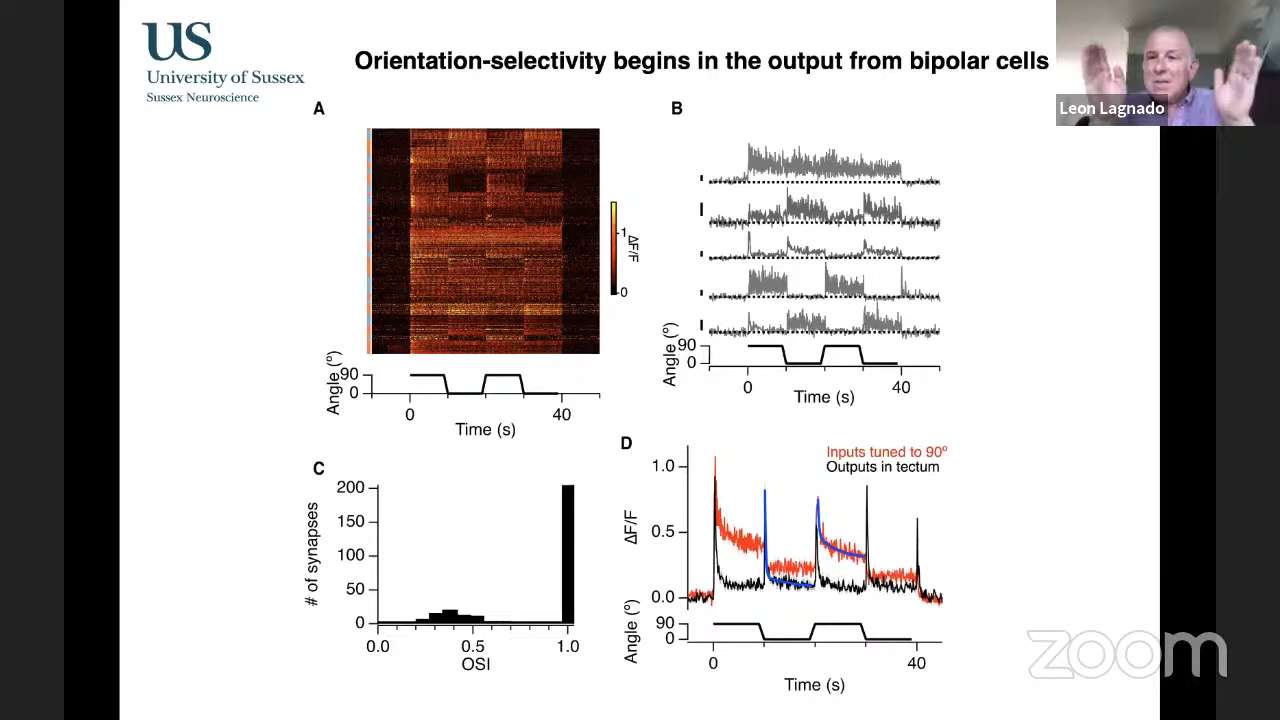 US
University of Sussex
Sussex Neuroscience
Orientation-selectivity begins in the output from bipolar cells
Leon Lagnado
A
1
0
ΔF/F
Angle (º)
90
0
0
40
Time (s)
B
Angle (º)
90
0
0
40
Time (s)
C
# of synapses
200
150
100
50
0
0.0
0.5
1.0
OSI
D
Inputs tuned to 90º
Outputs in tectum
ΔF/F
1.0
0.5
0.0
Angle (º)
90
0
0
40
Time (s)
zoom